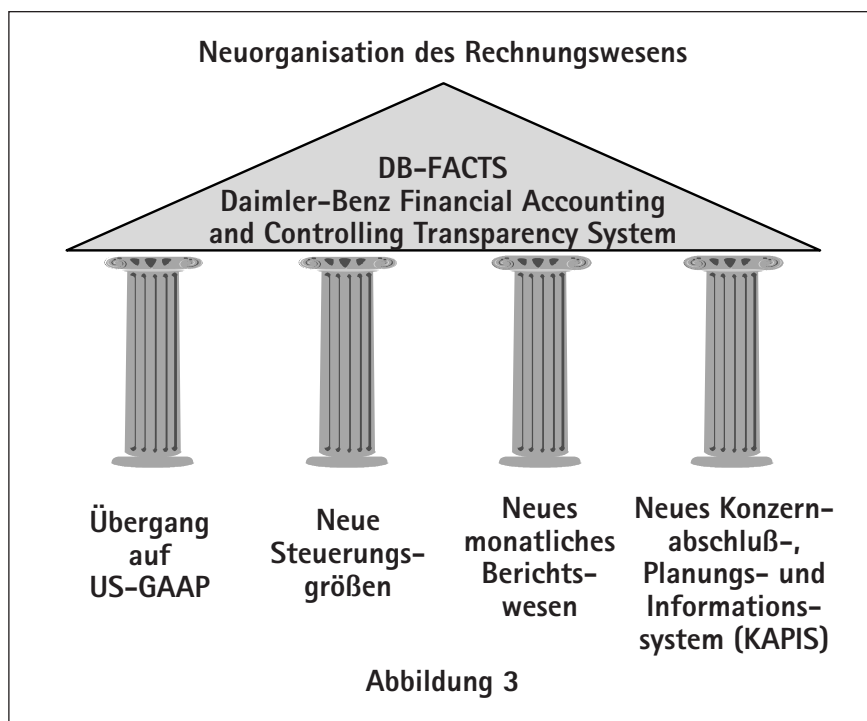 Neuorganisation des Rechnungswesens
DB-FACTS
Daimler-Benz Financial Accounting
and Controlling Transparency System
Übergang
auf
US-GAAP
Neue
Steuerungs-
größen
Neues
monatliches
Berichts-
wesen
Neues Konzern-
abschluß-,
Planungs- und
Informations-
system (KAPIS)
Abbildung 3